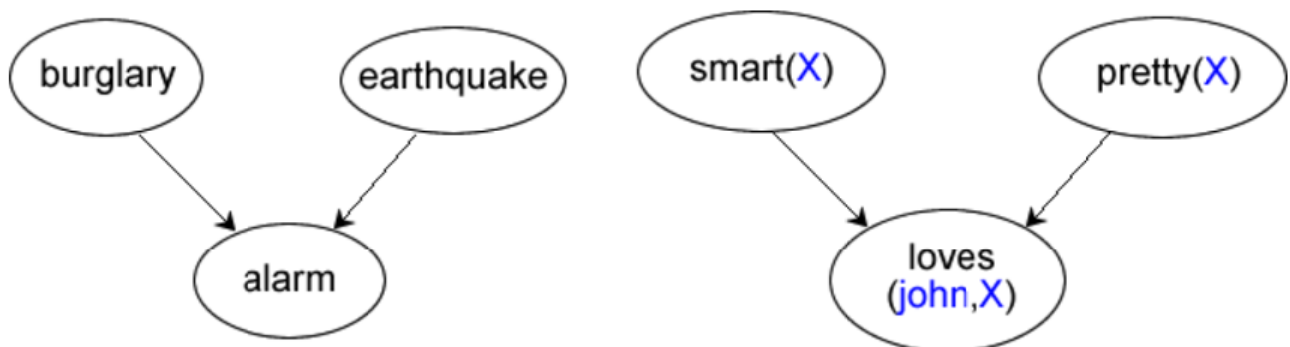 burglary
earthquake
smart(X)
pretty(X)
alarm
loves
(john,X)